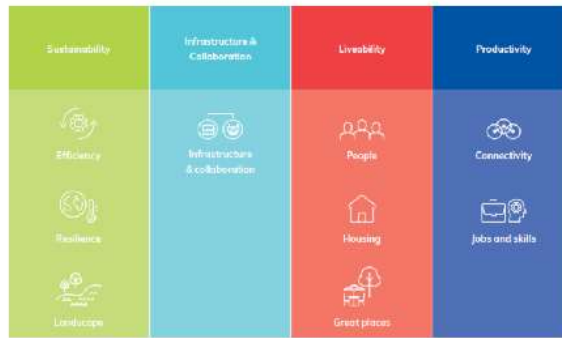 Sustainability
Infrastructure &
Collaboration
Liveability
Productivity
Efficiency
Resilience
Landscape
Infrastructure
& collaboration
People
Housing
Great places
Connectivity
Jobs and skills